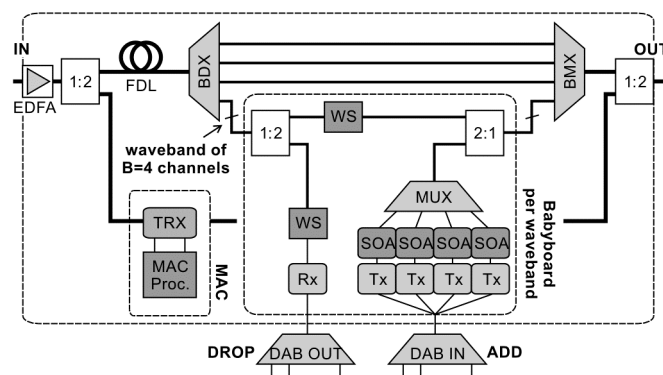 IN
OUT
EDFA
1:2
FDL
BDX
BMX
1:2
waveband of
B=4 channels
1:2
WS
2:1
MUX
SOA SOA SOA SOA
Tx Tx Tx Tx
WS
Rx
Babyboard
per waveband
TRX
MAC
Proc.
MAC
DROP
DAB OUT
DAB IN
ADD